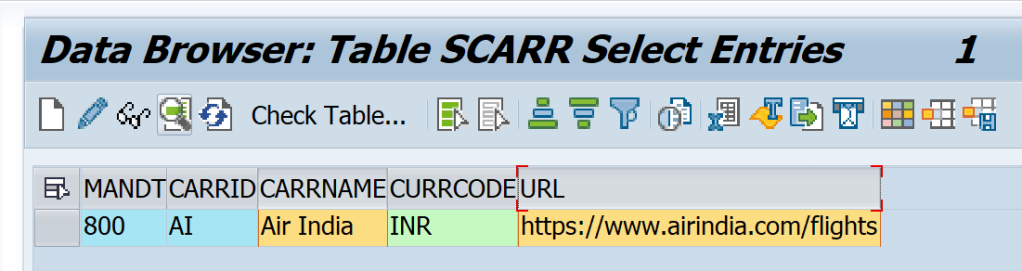 Data Browser: Table SCARR Select Entries 1
Check Table...
MANDT CARRID CARRNAME CURRCODE URL
800 AI Air India INR https://www.airindia.com/flights